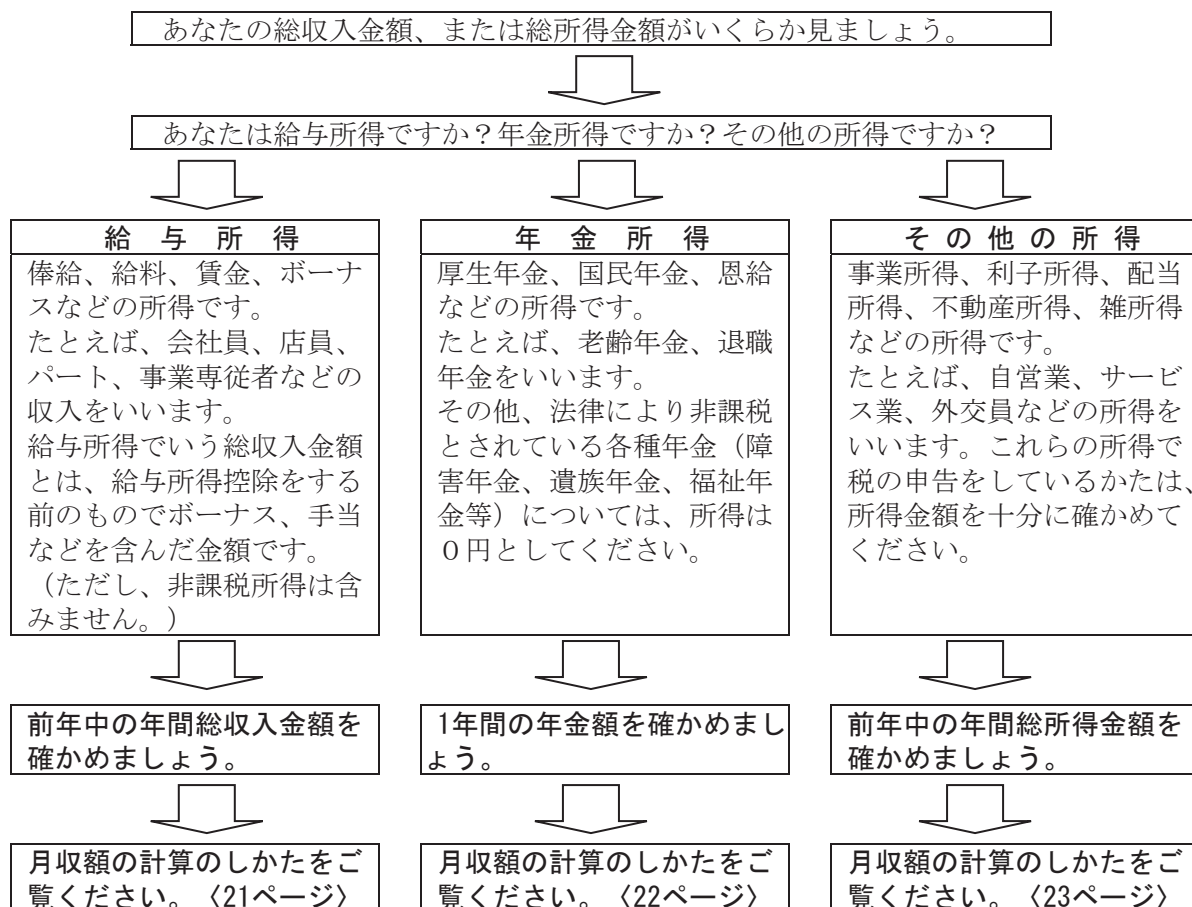 あなたの総収入金額、または総所得金額がいくらか見ましょう。
あなたは給与所得ですか？年金所得ですか？その他の所得ですか？
給与所得
俸給、給料、賃金、ボーナ
スなどの所得です。
たとえば、会社員、店員、
パート、事業専従者などの
収入をいいます。
給与所得でいう総収入金額
とは、給与所得控除をする
前のものでボーナス、手当
などを含んだ金額です。
（ただし、非課税所得は含
みません。）
前年中の年間総収入金額を
確かめましょう。
月収額の計算のしかたをご
覧ください。〈21ページ〉
年金所得
厚生年金、国民年金、恩給
などの所得です。
たとえば、老齢年金、退職
年金をいいます。
その他、法律により非課税
とされている各種年金（障
害年金、遺族年金、福祉年
金等）については、所得は
０円としてください。
1年間の年金額を確かめまし
ょう。
月収額の計算のしかたをご
覧ください。〈22ページ〉
その他の所得
事業所得、利子所得、配当
所得、不動産所得、雑所得
などの所得です。
たとえば、自営業、サービ
ス業、外交員などの所得を
いいます。これらの所得で
税の申告をしているかたは、
所得金額を十分に確かめて
ください。
前年中の年間総所得金額を
確かめましょう。
月収額の計算のしかたをご
覧ください。〈23ページ〉